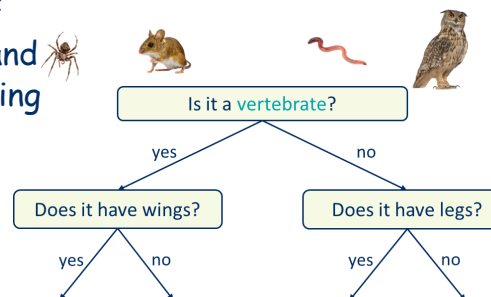 and
ing
Is it a vertebrate?
yes
no
Does it have wings?
Does it have legs?
yes
no
yes
no